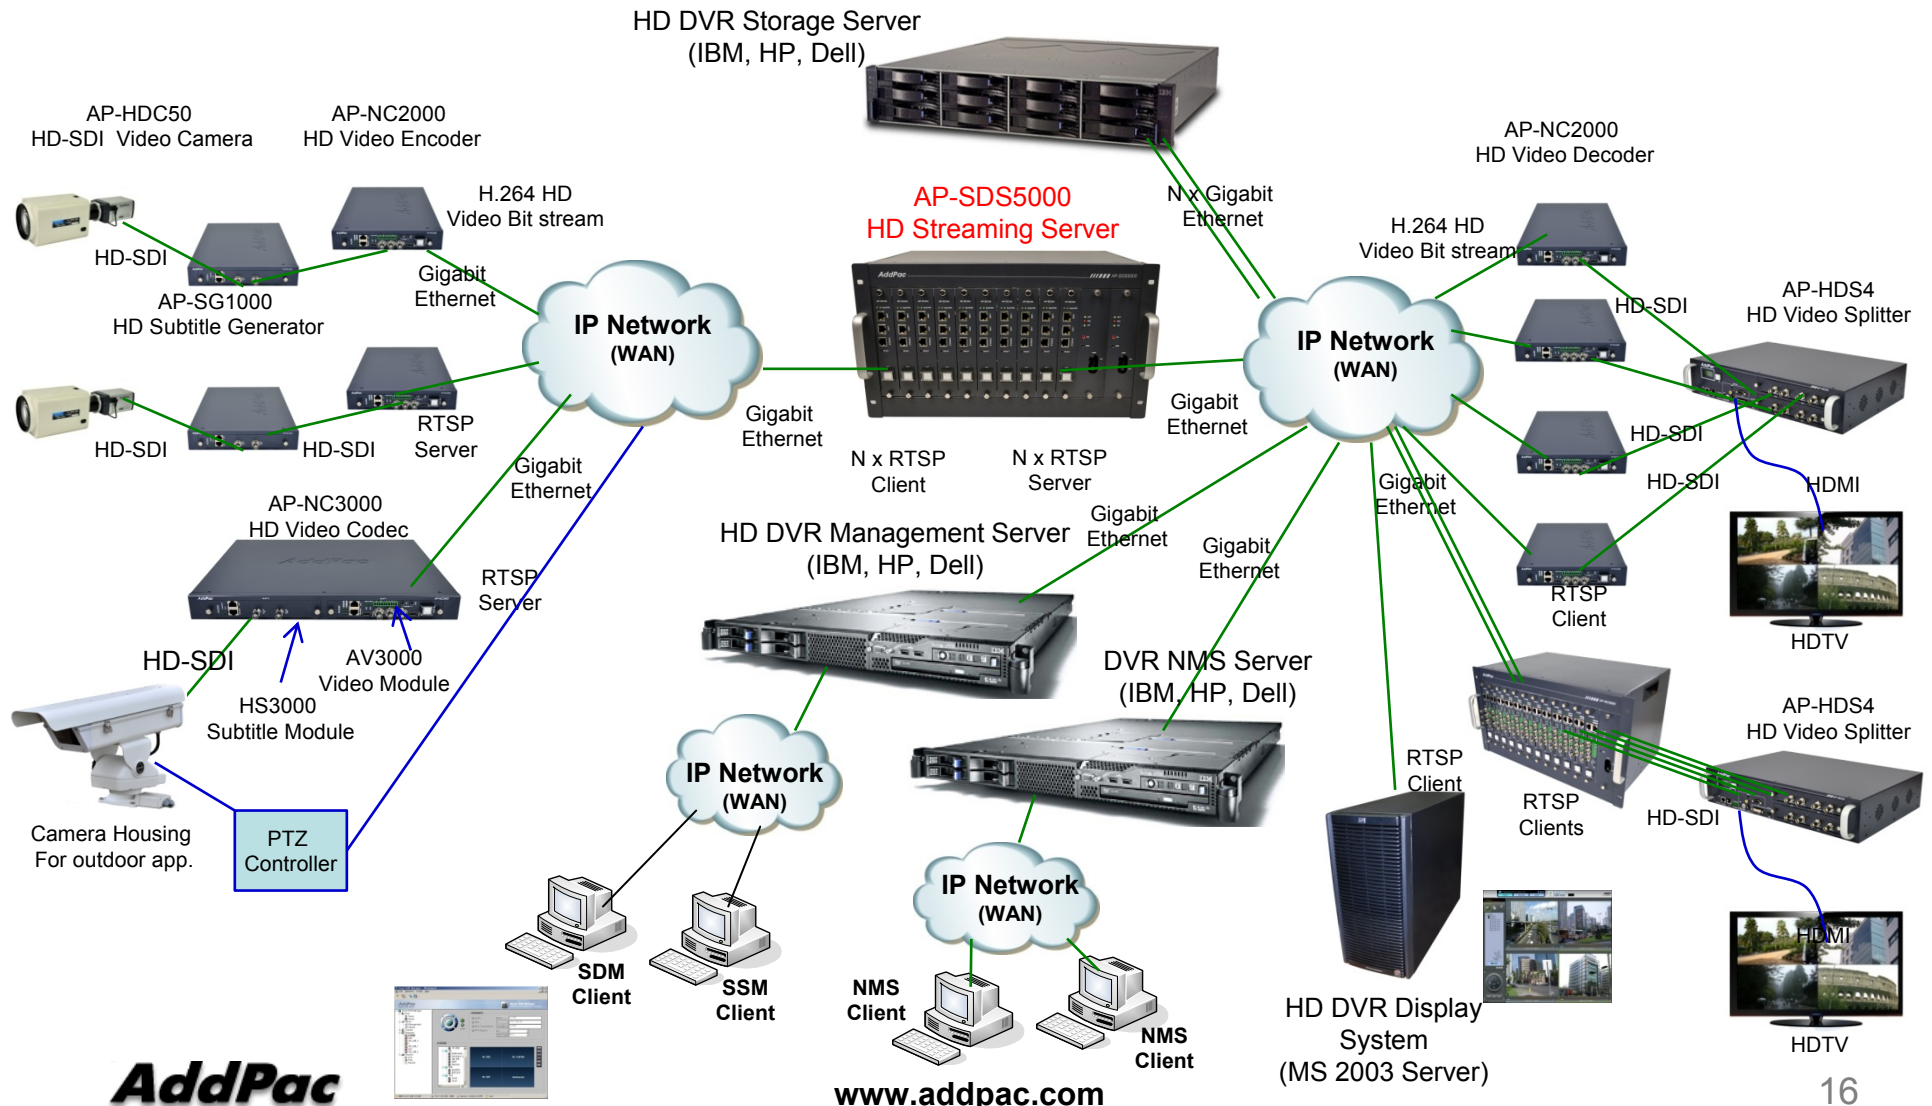 HD DVR Storage Server
(IBM, HP, Dell)
AP-HDC50
HD-SDI Video Camera
AP-NC2000
HD Video Encoder
AP-NC2000
HD Video Decoder
H.264 HD
Video Bit stream
AP-SDS5000
HD Streaming Server
N x Gigabit
Ethernet
H.264 HD
Video Bit stream
HD-SDI
Gigabit
Ethernet
AP-SG1000
HD Subtitle Generator
AddPac
IP Network
(WAN)
IP Network
(WAN)
HD-SDI
AP-HDS4
HD Video Splitter
HD-SDI
HD-SDI
RTSP
Server
Gigabit
Ethernet
Gigabit
Ethernet
HD-SDI
Gigabit
Ethernet
N x RTSP
Client
N x RTSP
Server
Gigabit
Ethernet
HD-SDI
HDMI
AP-NC3000
HD Video Codec
AddPac
HD DVR Management Server
(IBM, HP, Dell)
Gigabit
Ethernet
Gigabit
Ethernet
RTSP
Server
RTSP
Client
HDTV
HD-SDI
AV3000
Video Module
HS3000
Subtitle Module
DVR NMS Server
(IBM, HP, Dell)
AP-HDS4
HD Video Splitter
IP Network
(WAN)
RTSP
Client
RTSP
Clients
HD-SDI
Camera Housing
For outdoor app.
PTZ
Controller
IP Network
(WAN)
HDMI
SDM
Client
SSM
Client
NMS
Client
NMS
Client
HD DVR Display
System
(MS 2003 Server)
HDTV
AddPac
www.addpac.com
16